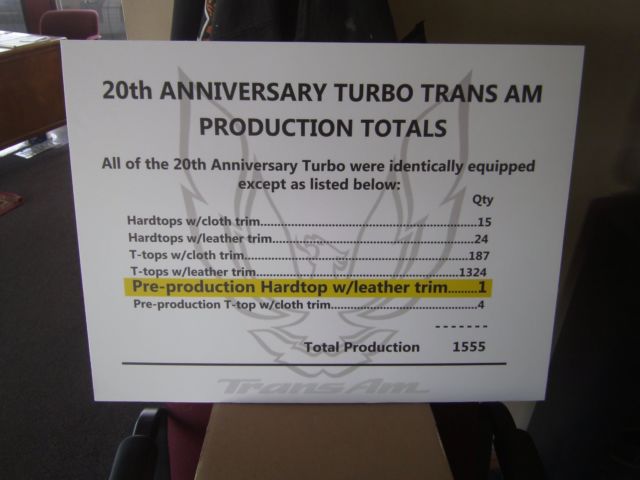 20th ANNIVERSARY TURBO TRANS AM
PRODUCTION TOTALS
All of the 20th Anniversary Turbo were identically equipped
except as listed below:
Qty
Hardtops w/cloth trim..........................................................15
Hardtops w/leather trim.......................................................24
T-tops w/cloth trim..............................................................187
T-tops w/leather trim.........................................................1324
Pre-production Hardtop w/leather trim......1
Pre-production T-top w/cloth trim.......................................4
-------
Total Production 1555
Trans Am